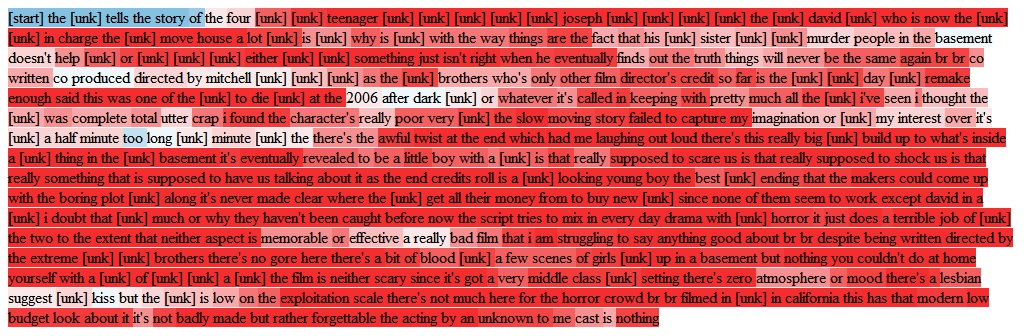 [start] the [unk] tells the story of the four [unk] [unk] teenager [unk] [unk] [unk] [unk] [unk] joseph [unk] [unk] [unk] [unk] the [unk] david [unk] who is now the [unk]
[unk] in charge the [unk] move house a lot [unk] is [unk] why is [unk] with the way things are the fact that his [unk] sister [unk] [unk] murder people in the basement
doesn't help [unk] or [unk] [unk] [unk] either [unk] [unk] something just isn't right when he eventually finds out the truth things will never be the same again br br co
written co produced directed by mitchell [unk] [unk] [unk] as the [unk] brothers who's only other film director's credit so far is the [unk] [unk] day [unk] remake
enough said this was one of the [unk] to die [unk] at the 2006 after dark [unk] or whatever it's called in keeping with pretty much all the [unk] i've seen i thought the
[unk] was complete total utter crap i found the character's really poor very [unk] the slow moving story failed to capture my imagination or [unk] my interest over it's
[unk] a half minute too long [unk] minute [unk] the there's the awful twist at the end which had me laughing out loud there's this really big [unk] build up to what's inside
a [unk] thing in the [unk] basement it's eventually revealed to be a little boy with a [unk] is that really supposed to scare us is that really supposed to shock us is that
really something that is supposed to have us talking about it as the end credits roll is a [unk] looking young boy the best [unk] ending that the makers could come up
with the boring plot [unk] along it's never made clear where the [unk] get all their money from to buy new [unk] since none of them seem to work except david in a
[unk] i doubt that [unk] much or why they haven't been caught before now the script tries to mix in every day drama with [unk] horror it just does a terrible job of [unk]
the two to the extent that neither aspect is memorable or effective a really bad film that i am struggling to say anything good about br br despite being written directed by
the extreme [unk] brothers there's no gore here there's a bit of blood [unk] a few scenes of girls [unk] up in a basement but nothing you couldn't do at home
yourself with a [unk] of [unk] [unk] a [unk] the film is neither scary since it's got a very middle class [unk] setting there's zero atmosphere or mood there's a lesbian
suggest [unk] kiss but the [unk] is low on the exploitation scale there's not much here for the horror crowd br br filmed in [unk] in california this has that modern low
budget look about it it's not badly made but rather forgettable the acting by an unknown to me cast is nothing